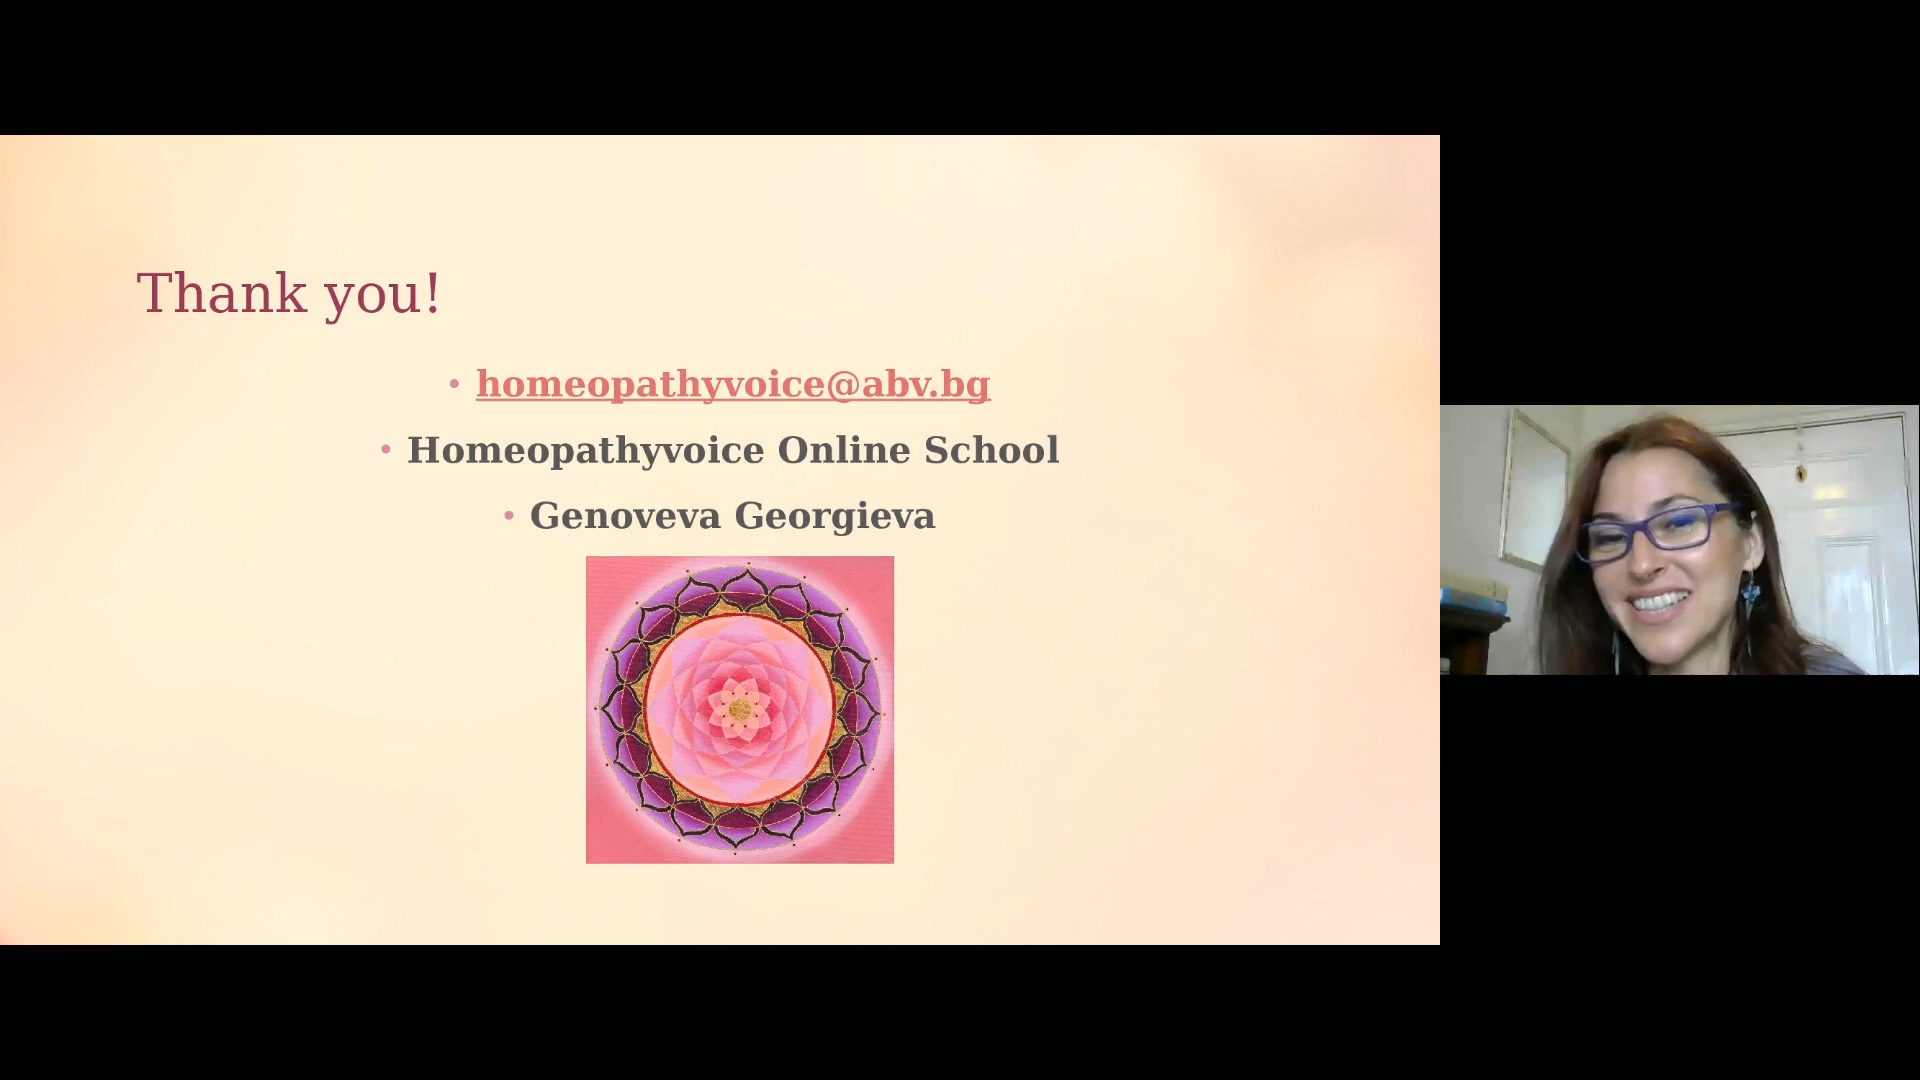 Thank you!
• homeopathyvoice@abv.bg
• Homeopathyvoice Online School
• Genoveva Georgieva